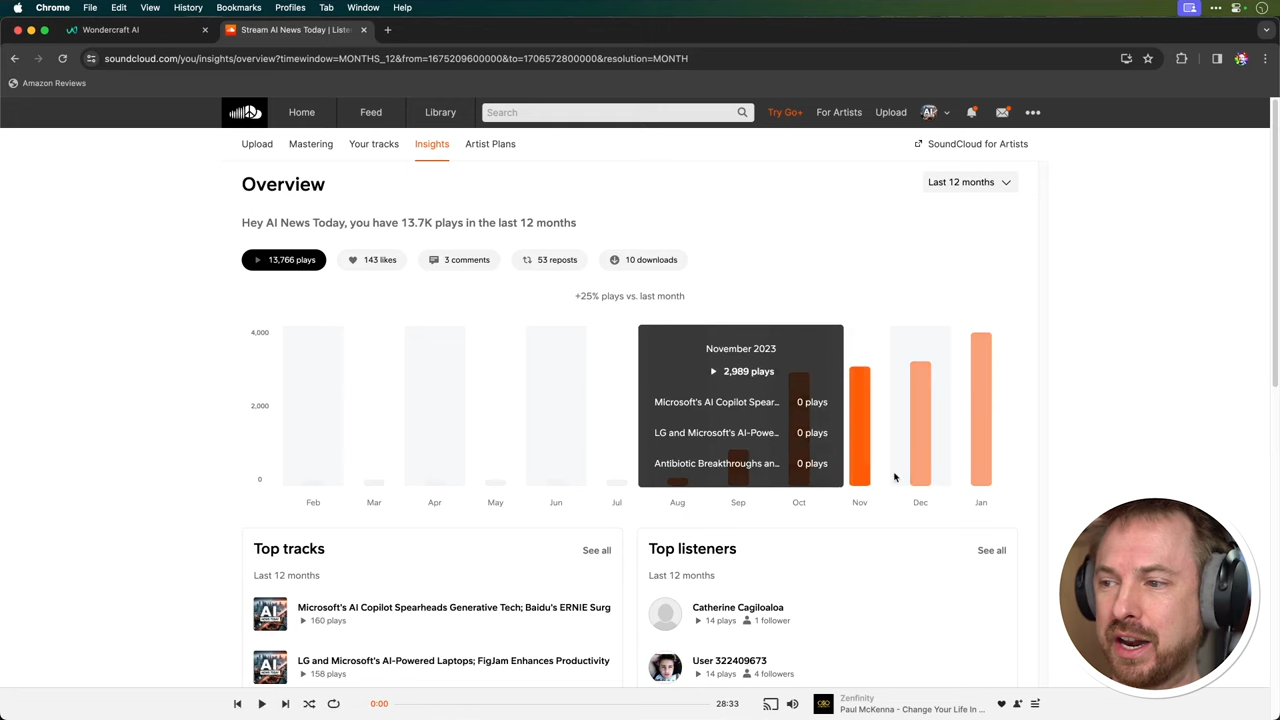 Chrome File Edit View History Bookmarks Profiles Tab Window Help
Wondercraft AI
Stream AI News Today | Liste
soundcloud.com/you/insights/overview?timewindow=MONTHS_12&from=1675209600000&to=1706572800000&resolution=MONTH
Amazon Reviews
Home Feed Library Search Try Go+ For Artists Upload
Upload Mastering Your tracks Insights Artist Plans SoundCloud for Artists
Overview
Last 12 months
Hey AI News Today, you have 13.7K plays in the last 12 months
13,766 plays 143 likes 3 comments 53 reposts 10 downloads
+25% plays vs. last month
4,000
2,000
0
November 2023
2,989 plays
Microsoft's AI Copilot Spear... 0 plays
LG and Microsoft's AI-Powe... 0 plays
Antibiotic Breakthroughs an... 0 plays
Feb Mar Apr May Jun Jul Aug Sep Oct Nov Dec Jan
Top tracks
See all
Last 12 months
AI
Microsoft's AI Copilot Spearheads Generative Tech; Baidu's ERNIE Surg
160 plays
AI
LG and Microsoft's AI-Powered Laptops; FigJam Enhances Productivity
158 plays
Top listeners
See all
Last 12 months
Catherine Cagiloaloa
14 plays 1 follower
User 322409673
14 plays 4 followers
0:00
28:33
Zenfinity
Paul McKenna - Change Your Life In ...